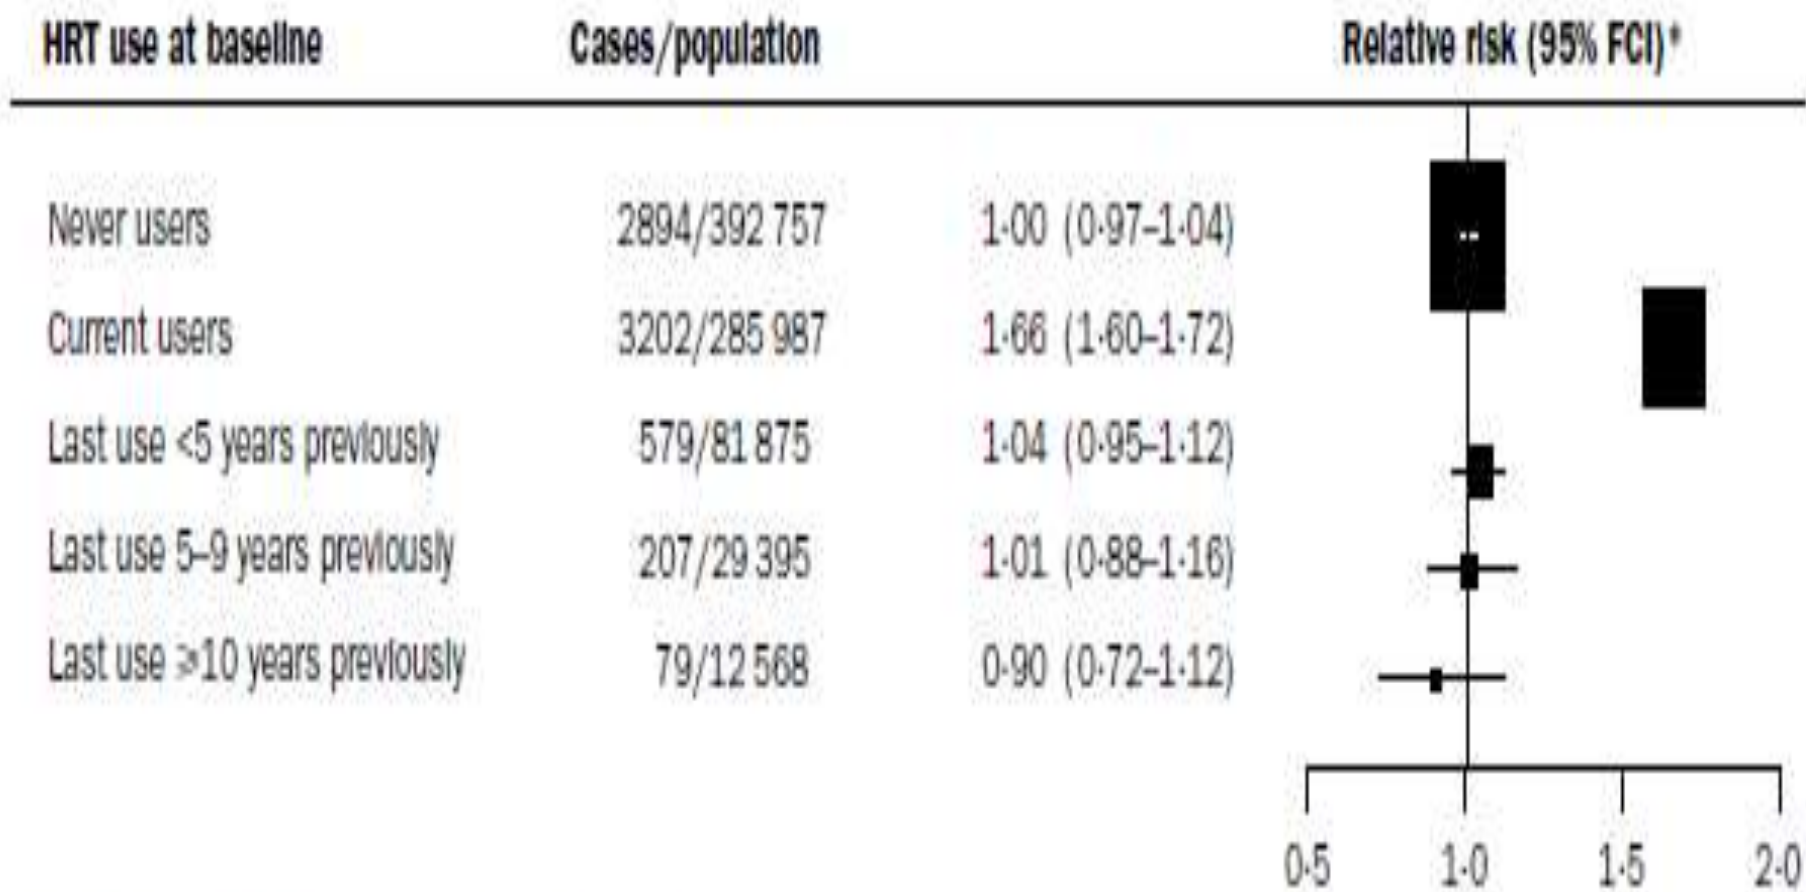 HRT use at baseline Cases/population Relative risk (95% FCI)*
Never users 2894/392 757 1·00 (0·97–1·04)
Current users 3202/285 987 1·66 (1·60–1·72)
Last use <5 years previously 579/81 875 1·04 (0·95–1·12)
Last use 5–9 years previously 207/29 395 1·01 (0·88–1·16)
Last use ≥10 years previously 79/12 568 0·90 (0·72–1·12)
0·5 1·0 1·5 2·0